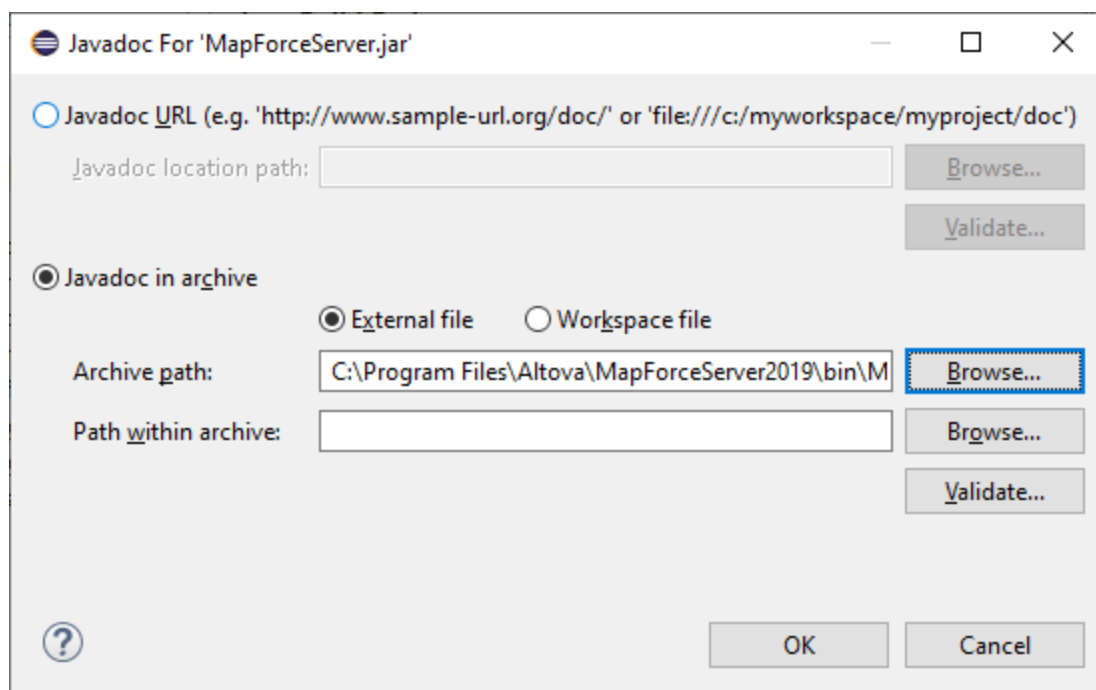 Javadoc For 'MapForceServer.jar'
Javadoc URL (e.g. 'http://www.sample-url.org/doc/' or 'file:///c:/myworkspace/myproject/doc')
Javadoc location path: Browse...
Validate...
Javadoc in archive
External file Workspace file
Archive path: C:\Program Files\Altova\MapForceServer2019\bin\M Browse...
Path within archive: Browse...
Validate...
? OK Cancel